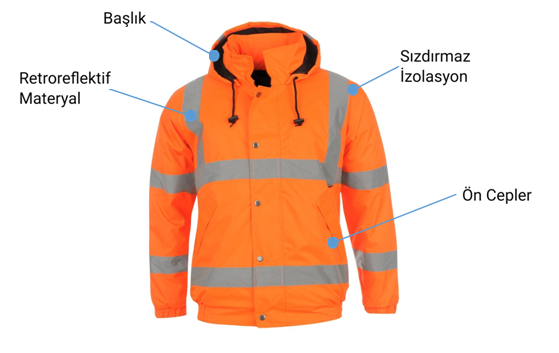 Başlık
Sızdırmaz
İzolasyon
Retroreflektif
Materyal
Ön Cepler